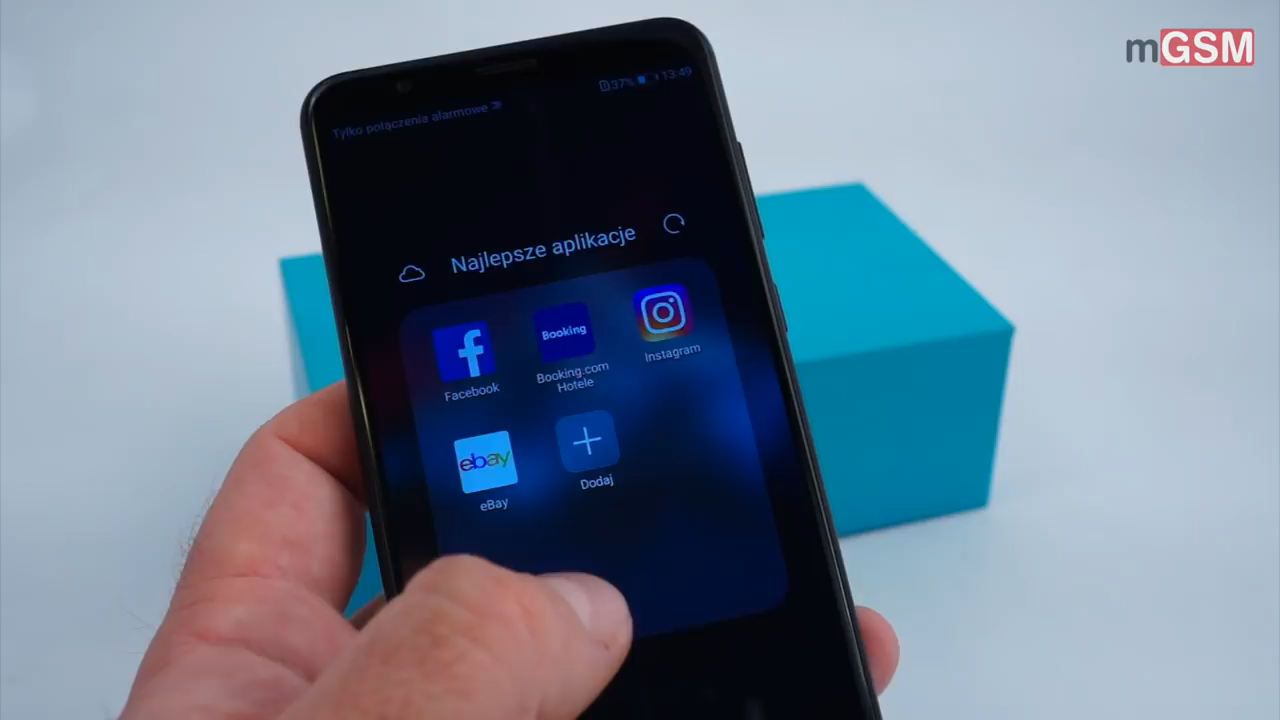 mGSM
37% 13:49
Tylko połączenia alarmowe
Najlepsze aplikacje
Booking
Facebook
Booking.com
Hotele
Instagram
ebay
eBay
Dodaj